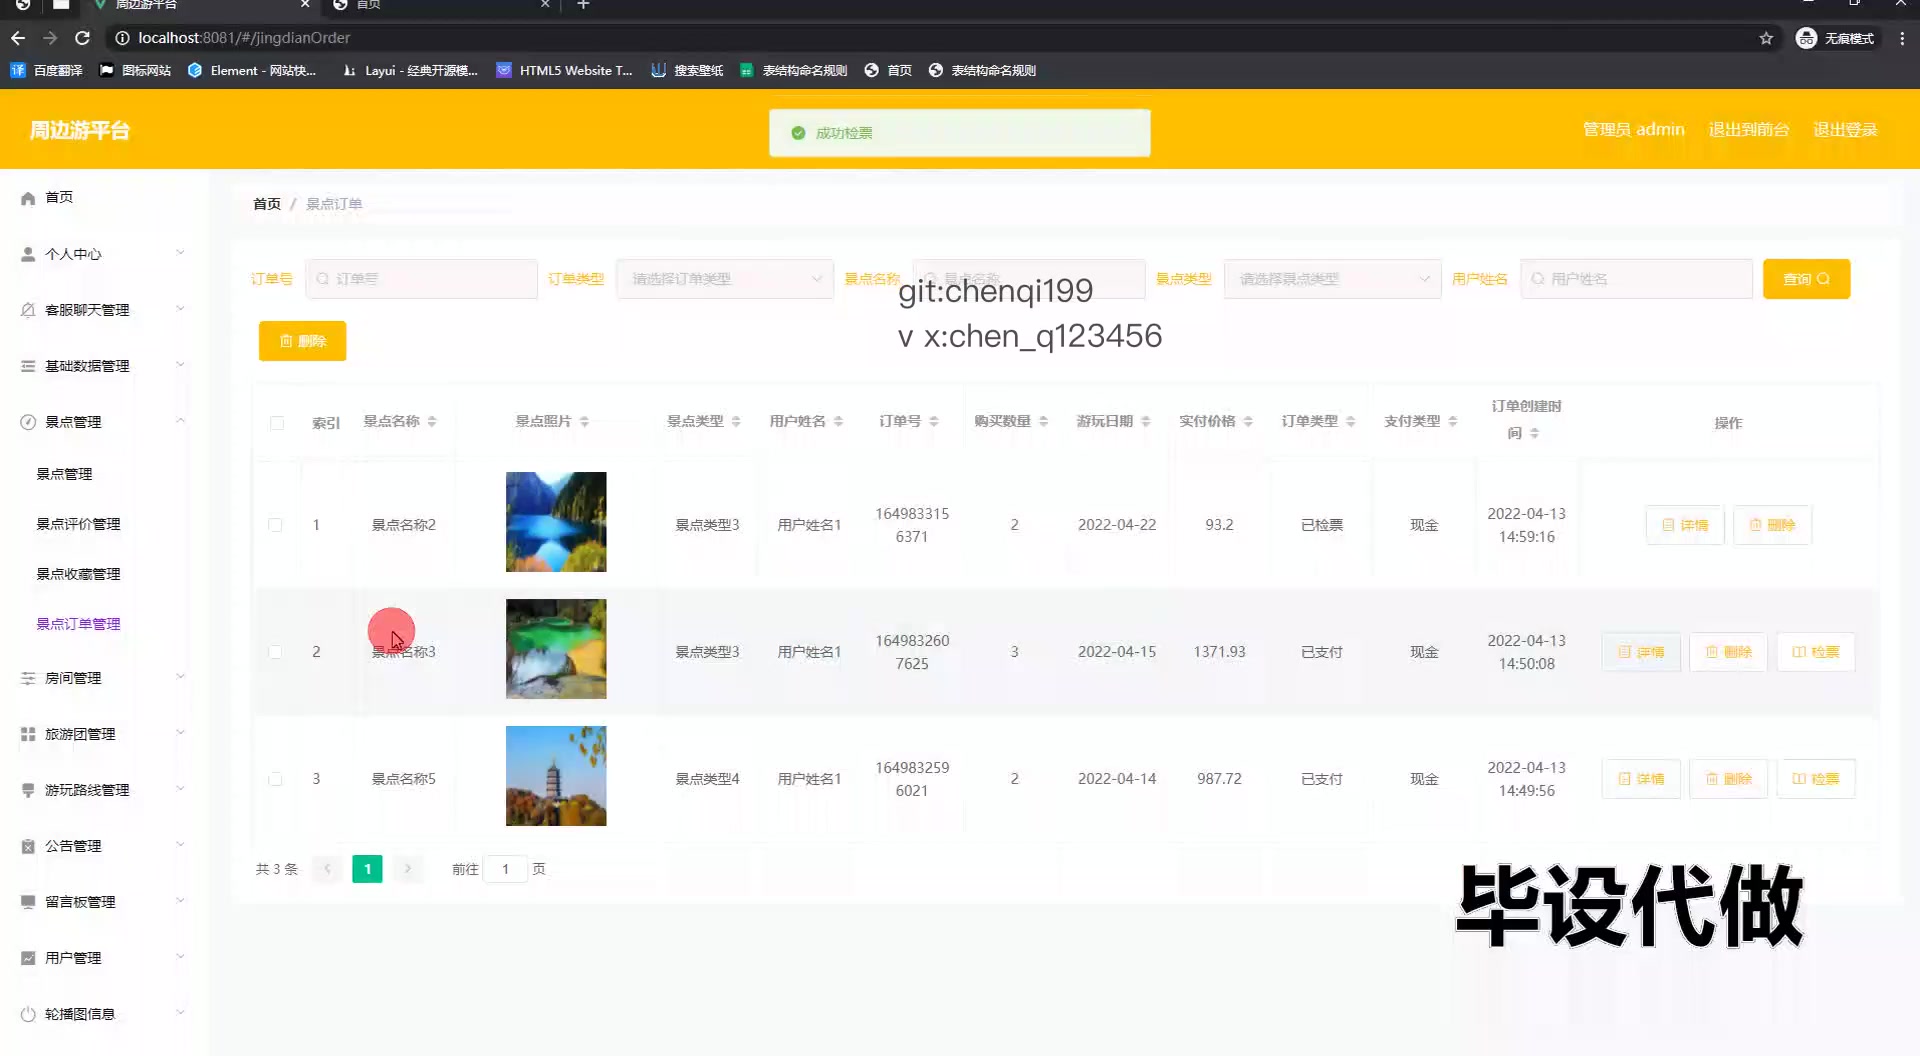 周边游平台
首页
localhost:8081/#/jingdianOrder
无痕模式
百度翻译
图标网站
Element - 网站快...
Layui - 经典开源模...
HTML5 Website T...
搜索壁纸
表结构命名规则
首页
表结构命名规则
周边游平台
成功检票
管理员 admin
退出到前台
退出登录
首页
个人中心
客服聊天管理
基础数据管理
景点管理
景点管理
景点评价管理
景点收藏管理
景点订单管理
房间管理
旅游团管理
游玩路线管理
公告管理
留言板管理
用户管理
轮播图信息
首页 / 景点订单
订单号 订单号 订单类型 请选择订单类型 景点名称 景点名称 景点类型 请选择景点类型 用户姓名 用户姓名 查询
git:chenqi199
v x:chen_q123456
删除
索引 景点名称 景点照片 景点类型 用户姓名 订单号 购买数量 游玩日期 实付价格 订单类型 支付类型 订单创建时间 操作
1 景点名称2 景点类型3 用户姓名1 1649833156371 2 2022-04-22 93.2 已检票 现金 2022-04-13 14:59:16 详情 删除
2 景点名称3 景点类型3 用户姓名1 1649832607625 3 2022-04-15 1371.93 已支付 现金 2022-04-13 14:50:08 详情 删除 检票
3 景点名称5 景点类型4 用户姓名1 1649832596021 2 2022-04-14 987.72 已支付 现金 2022-04-13 14:49:56 详情 删除 检票
共 3 条 1 前往 1 页
毕设代做